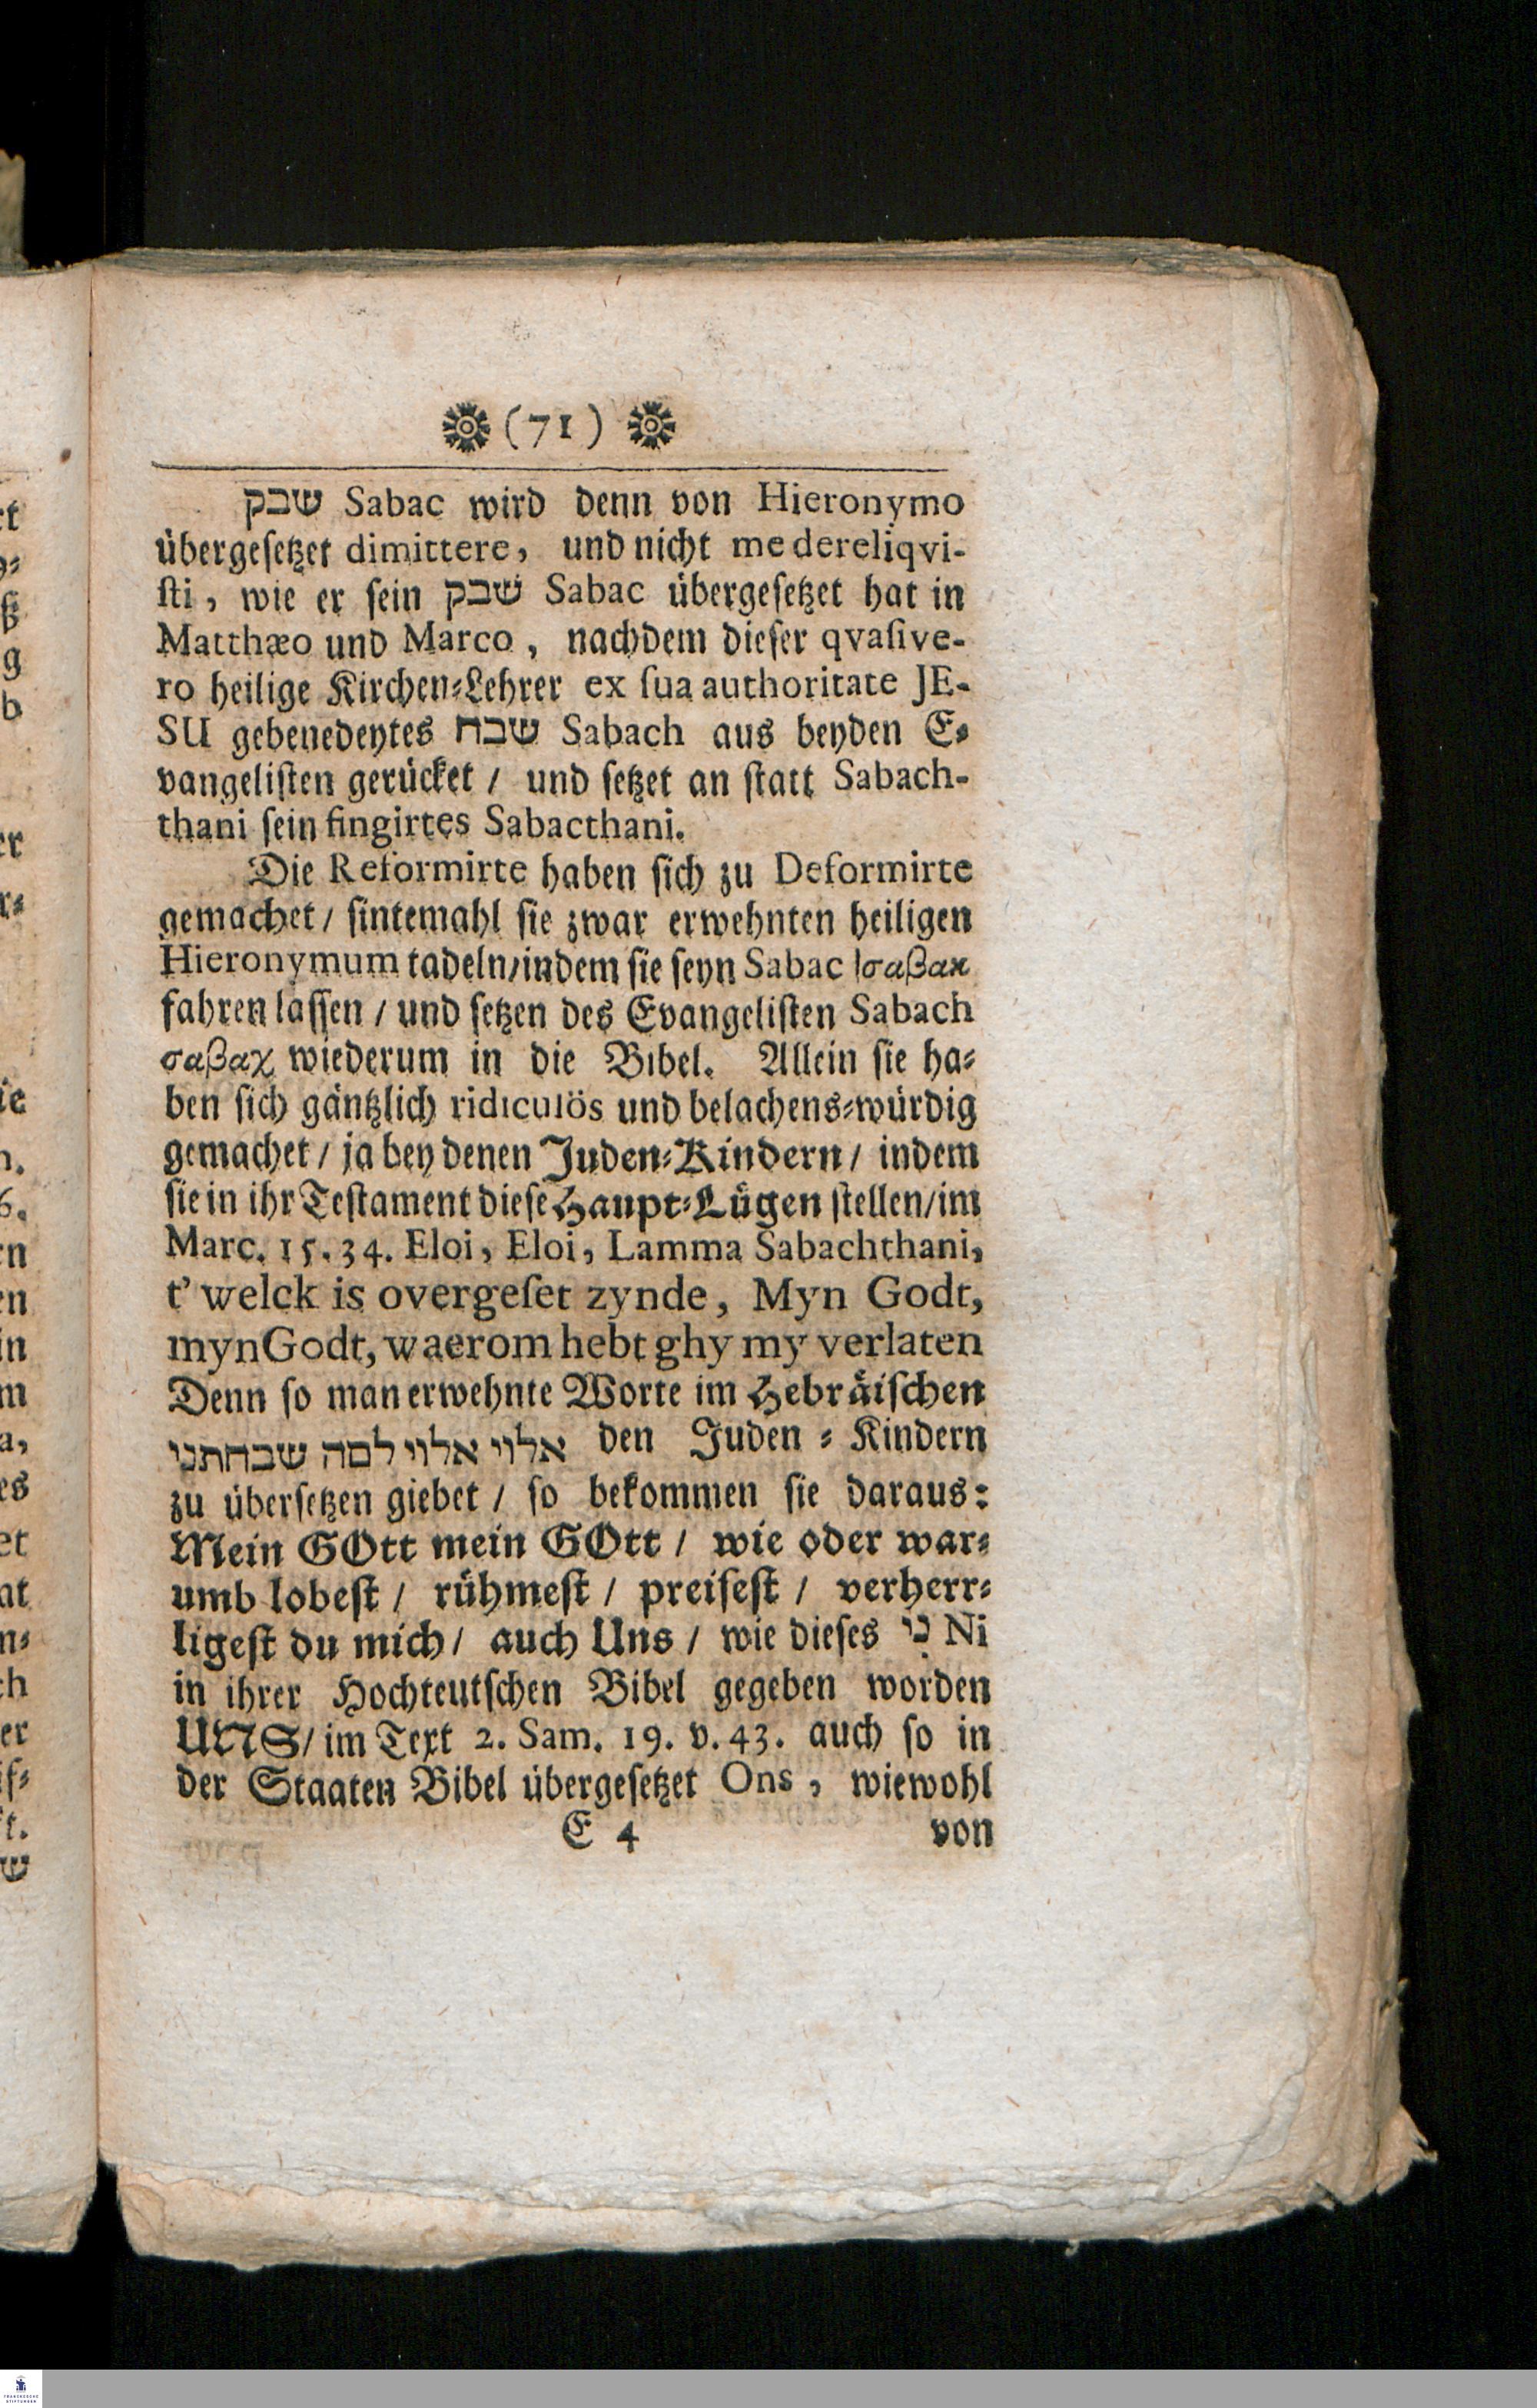 (71)
שבק Sabac wird denn von Hieronymo
übergesetzet dimittere, und nicht me dereliqvi-
sti, wie er sein שבק Sabac übergesetzet hat in
Matthæo und Marco, nachdem dieser qvasive-
ro heilige Kirchen-Lehrer ex sua authoritate JE-
SU gebenedeytes שבח Sabach aus beyden E-
vangelisten gerücket / und setzet an statt Sabach-
thani sein fingirtes Sabacthani.
Die Reformirte haben sich zu Deformirte
gemachet / sintemahl sie zwar erwehnten heiligen
Hieronymum tadeln/indem sie seyn Sabac σαβακ
fahren lassen / und setzen des Evangelisten Sabach
σαβαχ wiederum in die Bibel. Allein sie ha-
ben sich gäntzlich ridiculös und belachens-würdig
gemachet / ja bey denen Juden-Kindern / indem
sie in ihr Testament diese Haupt-Lügen stellen/im
Marc. 15. 34. Eloi, Eloi, Lamma Sabachthani,
t' welck is overgeset zynde, Myn Godt,
myn Godt, waerom hebt ghy my verlaten
Denn so man erwehnte Worte im Hebräischen
אלוי אלוי למה שבחתני den Juden-Kindern
zu übersetzen giebet / so bekommen sie daraus:
Mein GOtt mein GOtt / wie oder war-
umb lobest / rühmest / preisest / verherr-
ligest du mich / auch Uns / wie dieses נִי Ni
in ihrer Hochteutschen Bibel gegeben worden
UNS/ im Text 2. Sam. 19. v. 43. auch so in
der Staaten Bibel übergesetzet Ons, wiewohl
E 4 von